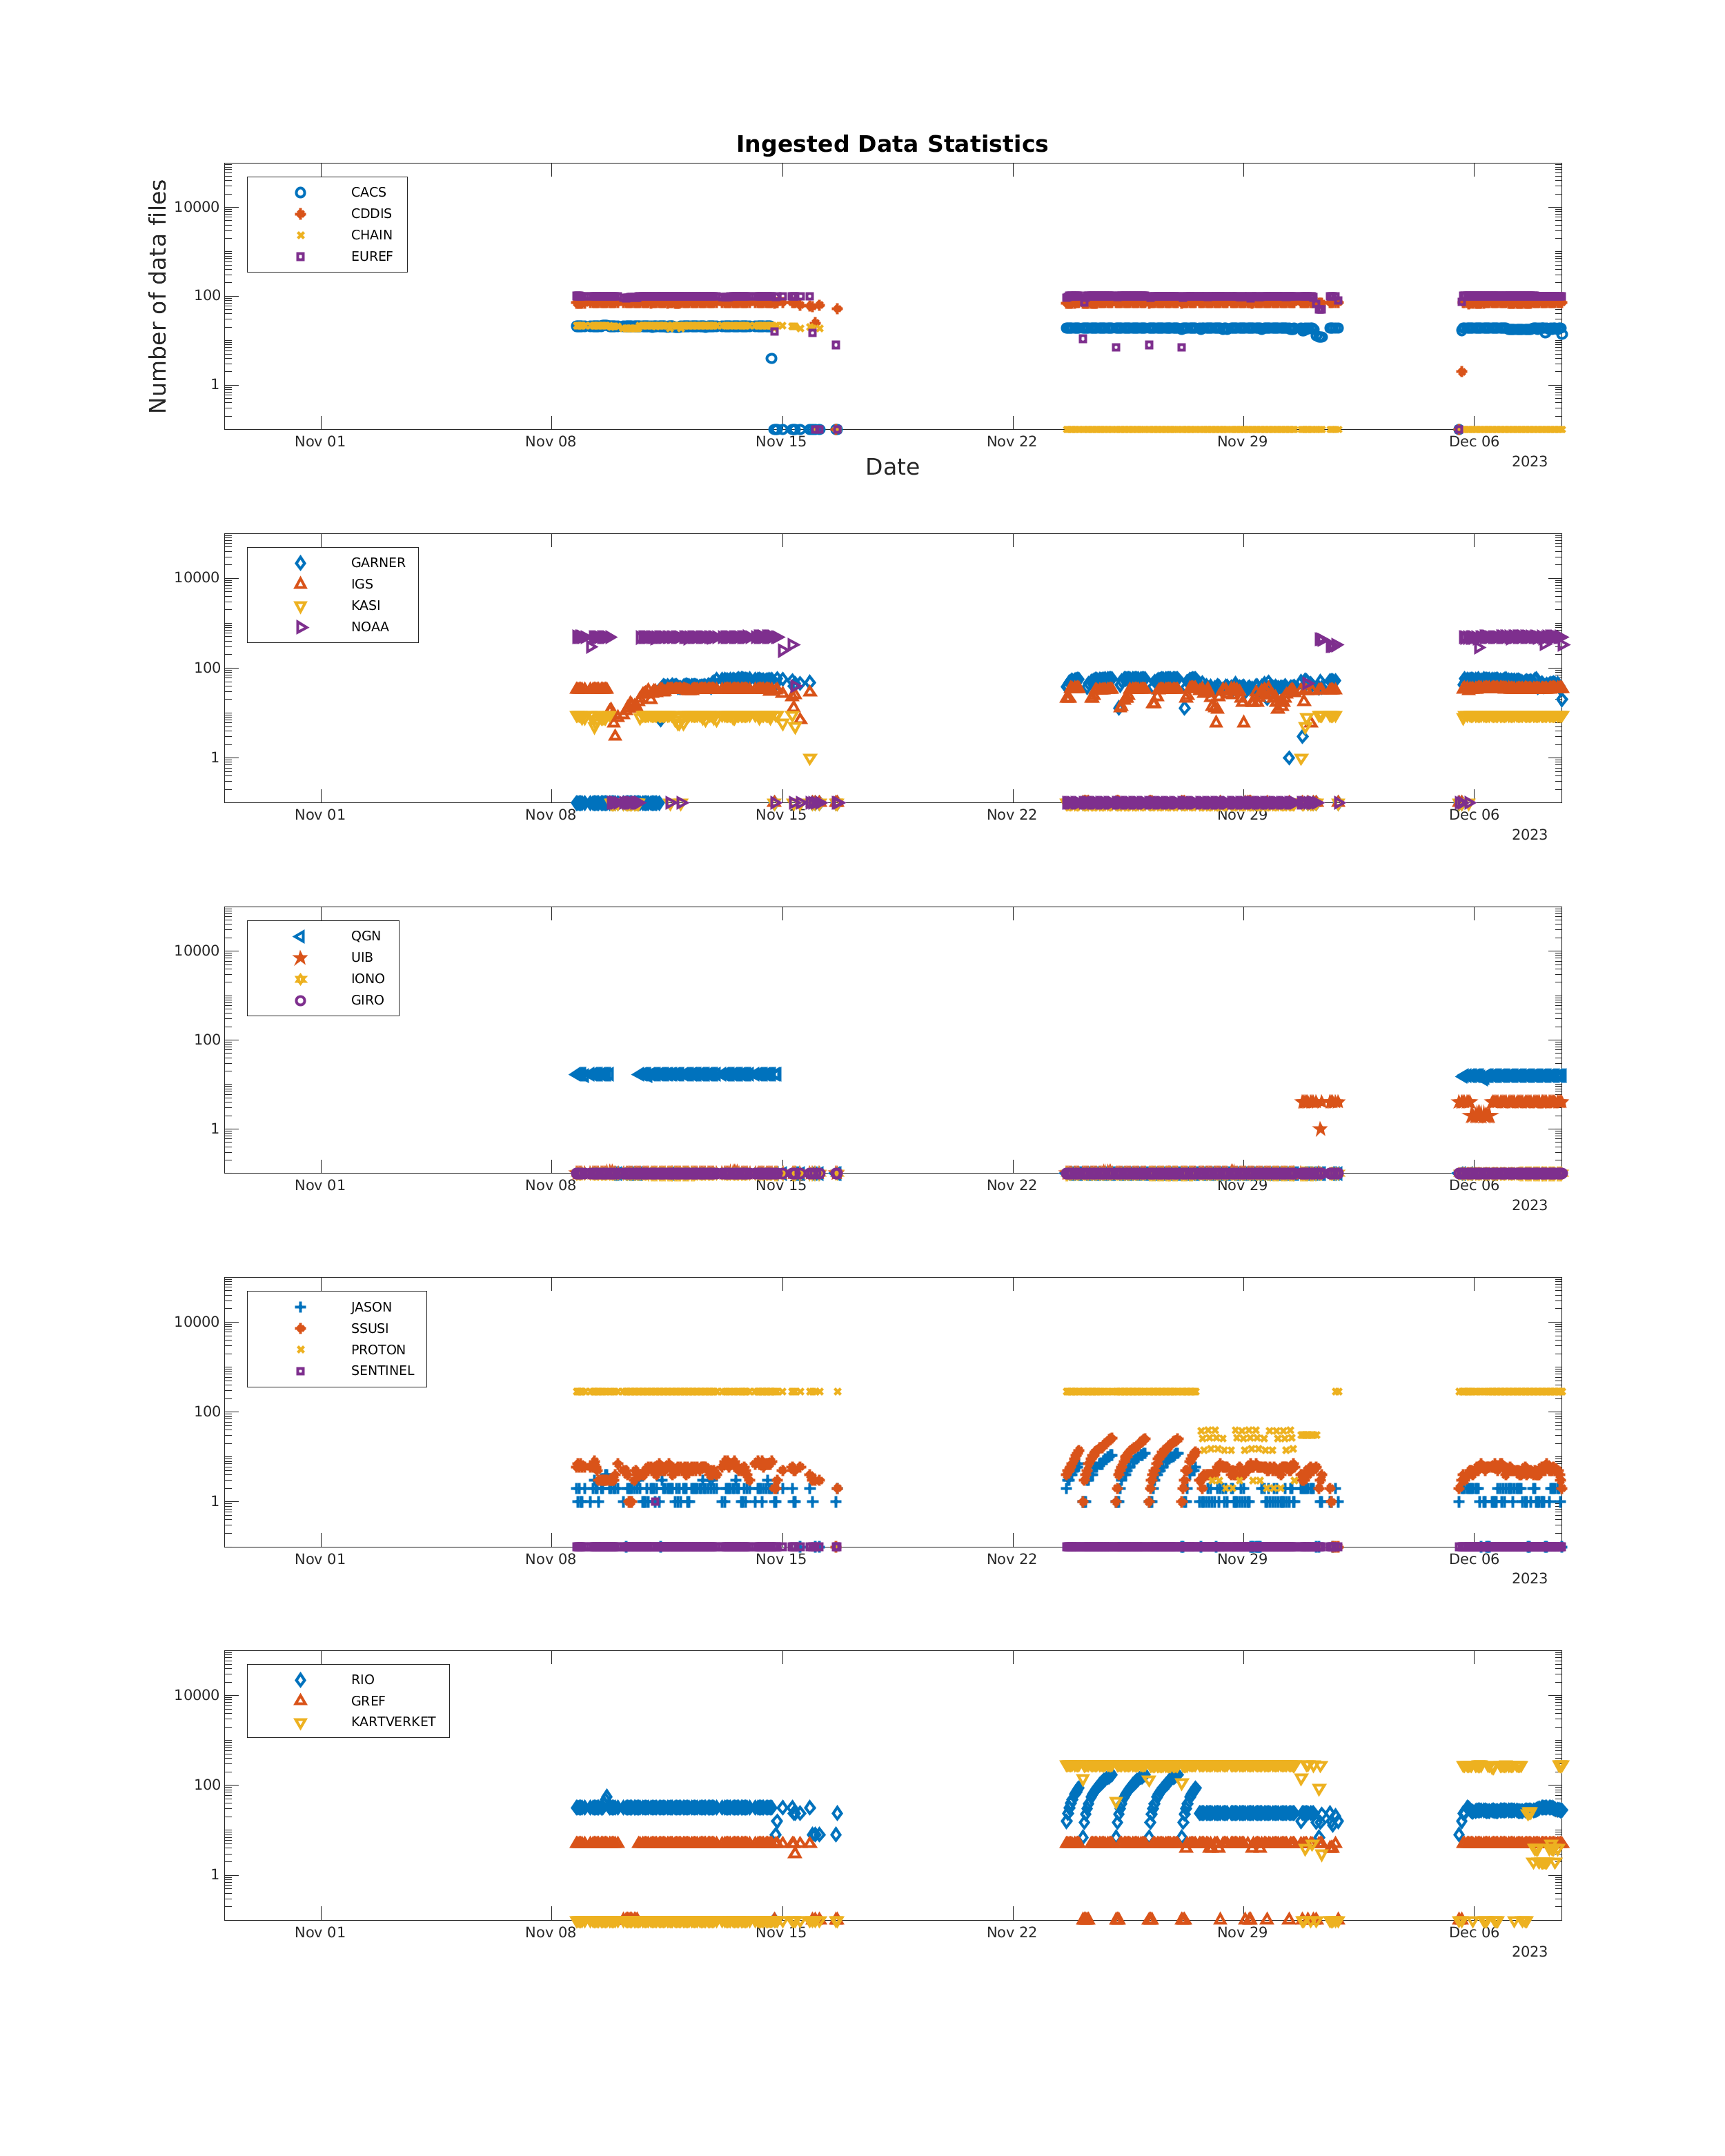 Ingested Data Statistics
Number of data files
10000
100
1
CACS
CDDIS
CHAIN
EUREF
Nov 01 Nov 08 Nov 15 Nov 22 Nov 29 Dec 06
2023
Date
10000
100
1
GARNER
IGS
KASI
NOAA
Nov 01 Nov 08 Nov 15 Nov 22 Nov 29 Dec 06
2023
10000
100
1
QGN
UIB
IONO
GIRO
Nov 01 Nov 08 Nov 15 Nov 22 Nov 29 Dec 06
2023
10000
100
1
JASON
SSUSI
PROTON
SENTINEL
Nov 01 Nov 08 Nov 15 Nov 22 Nov 29 Dec 06
2023
10000
100
1
RIO
GREF
KARTVERKET
Nov 01 Nov 08 Nov 15 Nov 22 Nov 29 Dec 06
2023